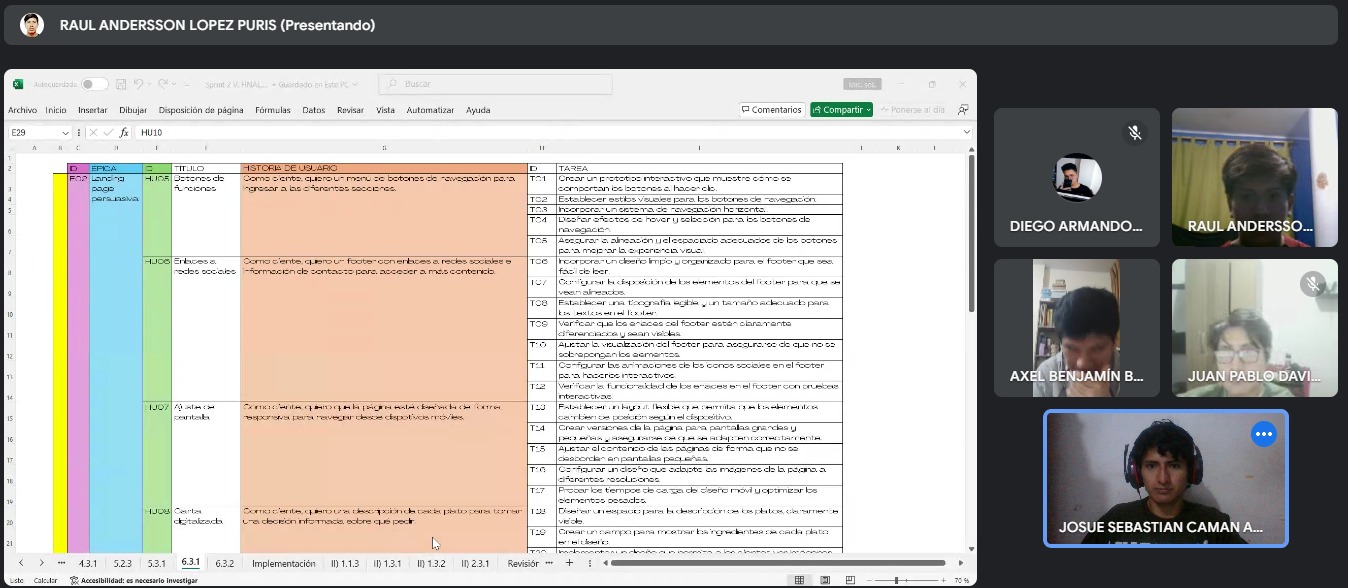 RAUL ANDERSSON LOPEZ PURIS (Presentando)
Autoguardado
Sprint 2 V. FINAL... • Guardado en Este PC
Buscar
Archivo Inicio Insertar Dibujar Disposición de página Fórmulas Datos Revisar Vista Automatizar Ayuda
Comentarios Compartir Ponerse al día
E29 fx HU10
ID EPICA ID TITULO HISTORIA DE USUARIO ID TAREA
E02 Landing page persuasiva
HU05 Botones de funciones
Como cliente, quiero un menu de botones de navegación para ingresar a las diferentes secciones.
T01 Crear un prototipo interactivo que muestre cómo se comportan los botones al hacer clic.
T02 Establecer estilos visuales para los botones de navegación.
T03 Incorporar un sistema de navegación horizontal.
T04 Diseñar efectos de hover y selección para los botones de navegación.
T05 Asegurar la alineación y el espaciado adecuados de los botones para mejorar la experiencia visual.
HU06 Enlaces a redes sociales
Como cliente, quiero un footer con enlaces a redes sociales e información de contacto para acceder a más contenido.
T06 Incorporar un diseño limpio y organizado para el footer que sea fácil de leer.
T07 Configurar la disposición de los elementos del footer para que se vean alineados.
T08 Establecer una tipografía legible y un tamaño adecuado para los textos en el footer.
T09 Verificar que los enlaces del footer estén claramente diferenciados y sean visibles.
T10 Ajustar la visualización del footer para asegurarse de que no se sobrepongan los elementos.
T11 Configurar las animaciones de los íconos sociales en el footer para hacerlos interactivos.
T12 Verificar la funcionalidad de los enlaces en el footer con pruebas interactivas.
HU07 Ajuste de pantalla
Como cliente, quiero que la página esté diseñada de forma responsiva para navegar desde dispotivos móviles.
T13 Establecer un layout flexible que permita que los elementos cambien de posición según el dispositivo.
T14 Crear versiones de la página para pantallas grandes y pequeñas y asegurarse de que se adapten correctamente.
T15 Ajustar el contenido de las páginas de forma que no se desborden en pantallas pequeñas.
T16 Configurar un diseño que adapte las imágenes de la página a diferentes resoluciones.
T17 Probar los tiempos de carga del diseño móvil y optimizar los elementos pesados.
HU08 Carta digitalizada
Como cliente, quiero una descripción de cada plato para tomar una decisión informada sobre qué pedir.
T18 Diseñar un espacio para la descripción de los platos, claramente visible.
T19 Crear un campo para mostrar los ingredientes de cada plato en el diseño.
4.3.1 5.2.3 5.3.1 6.3.1 6.3.2 Implementación II) 1.1.3 II) 1.3.1 II) 1.3.2 II) 2.3.1 Revisión
Listo Calcular Accesibilidad: es necesario investigar 70 %
DIEGO ARMANDO...
RAUL ANDERSSO...
AXEL BENJAMÍN B...
JUAN PABLO DAVI...
JOSUE SEBASTIAN CAMAN A...